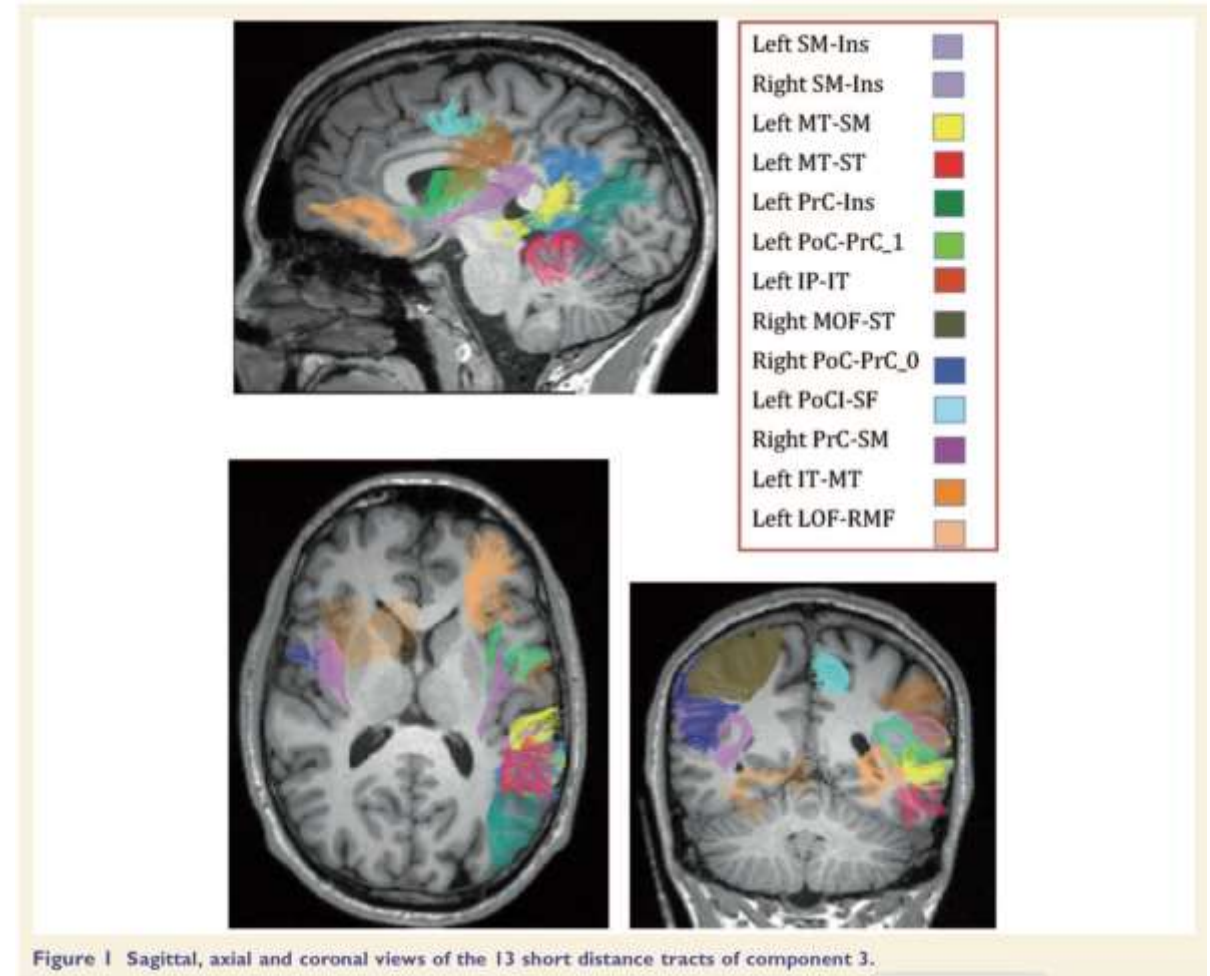 Left SM-Ins
Right SM-Ins
Left MT-SM
Left MT-ST
Left PrC-Ins
Left PoC-PrC_1
Left IP-IT
Right MOF-ST
Right PoC-PrC_0
Left PoCI-SF
Right PrC-SM
Left IT-MT
Left LOF-RMF
Figure 1 Sagittal, axial and coronal views of the 13 short distance tracts of component 3.